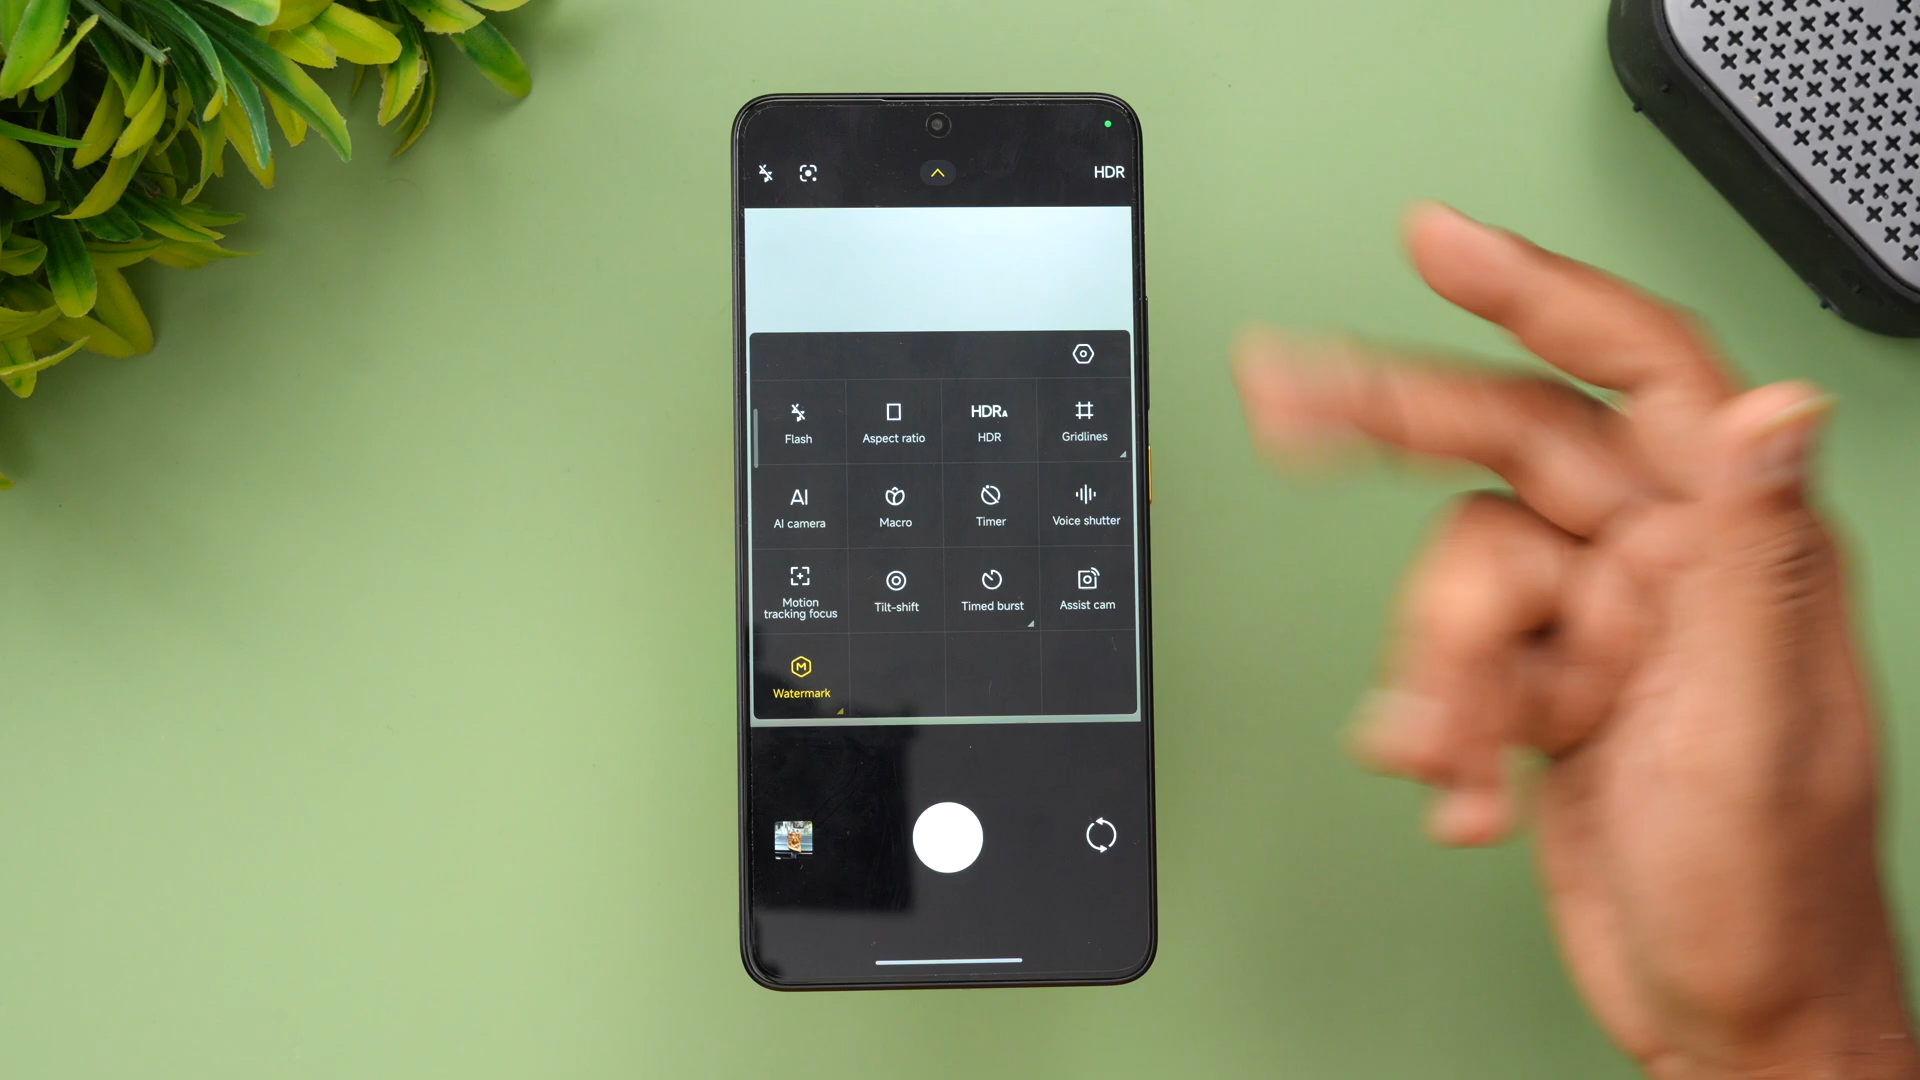 HDR
Flash
Aspect ratio
HDRA
HDR
Gridlines
AI
AI camera
Macro
Timer
Voice shutter
Motion
tracking focus
Tilt-shift
Timed burst
Assist cam
M
Watermark